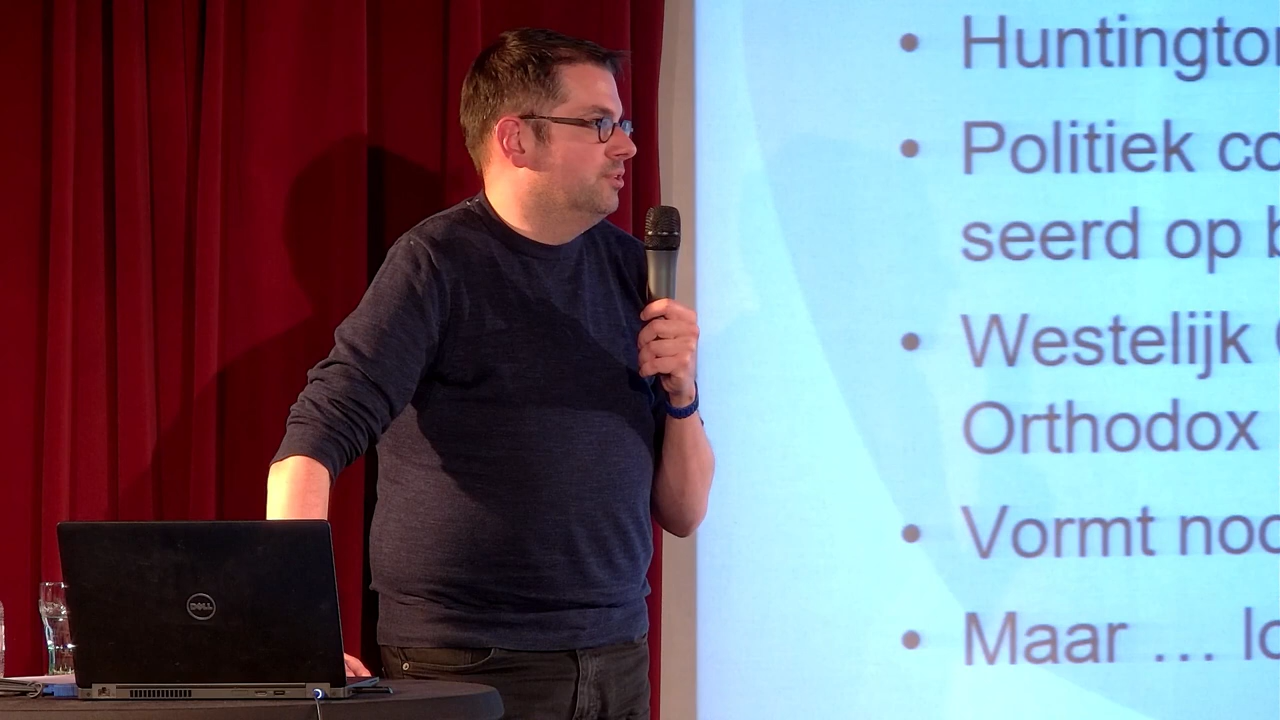 • Huntington
• Politiek co
seerd op b
• Westelijk
Orthodox
• Vormt noo
• Maar … lo
DELL